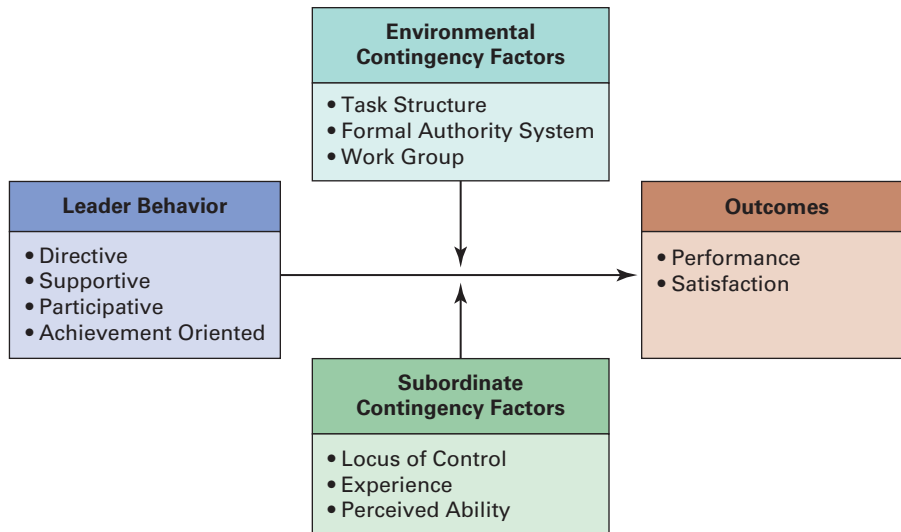 Environmental
Contingency Factors
• Task Structure
• Formal Authority System
• Work Group
Leader Behavior
• Directive
• Supportive
• Participative
• Achievement Oriented
Outcomes
• Performance
• Satisfaction
Subordinate
Contingency Factors
• Locus of Control
• Experience
• Perceived Ability